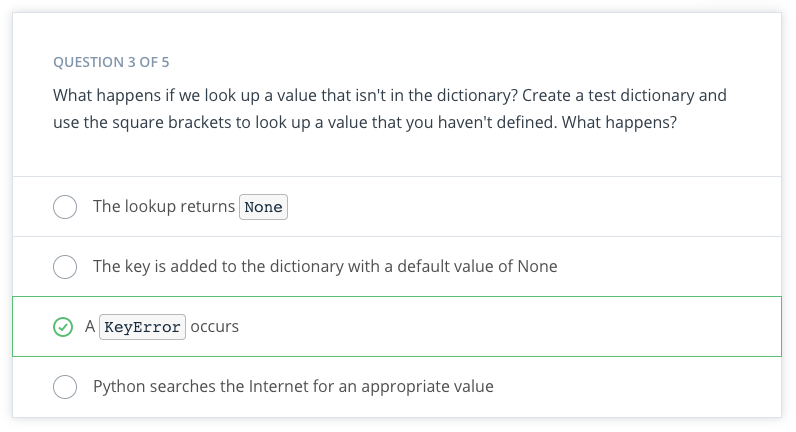 QUESTION 3 OF 5
What happens if we look up a value that isn't in the dictionary? Create a test dictionary and
use the square brackets to look up a value that you haven't defined. What happens?
The lookup returns None
The key is added to the dictionary with a default value of None
A KeyError occurs
Python searches the Internet for an appropriate value